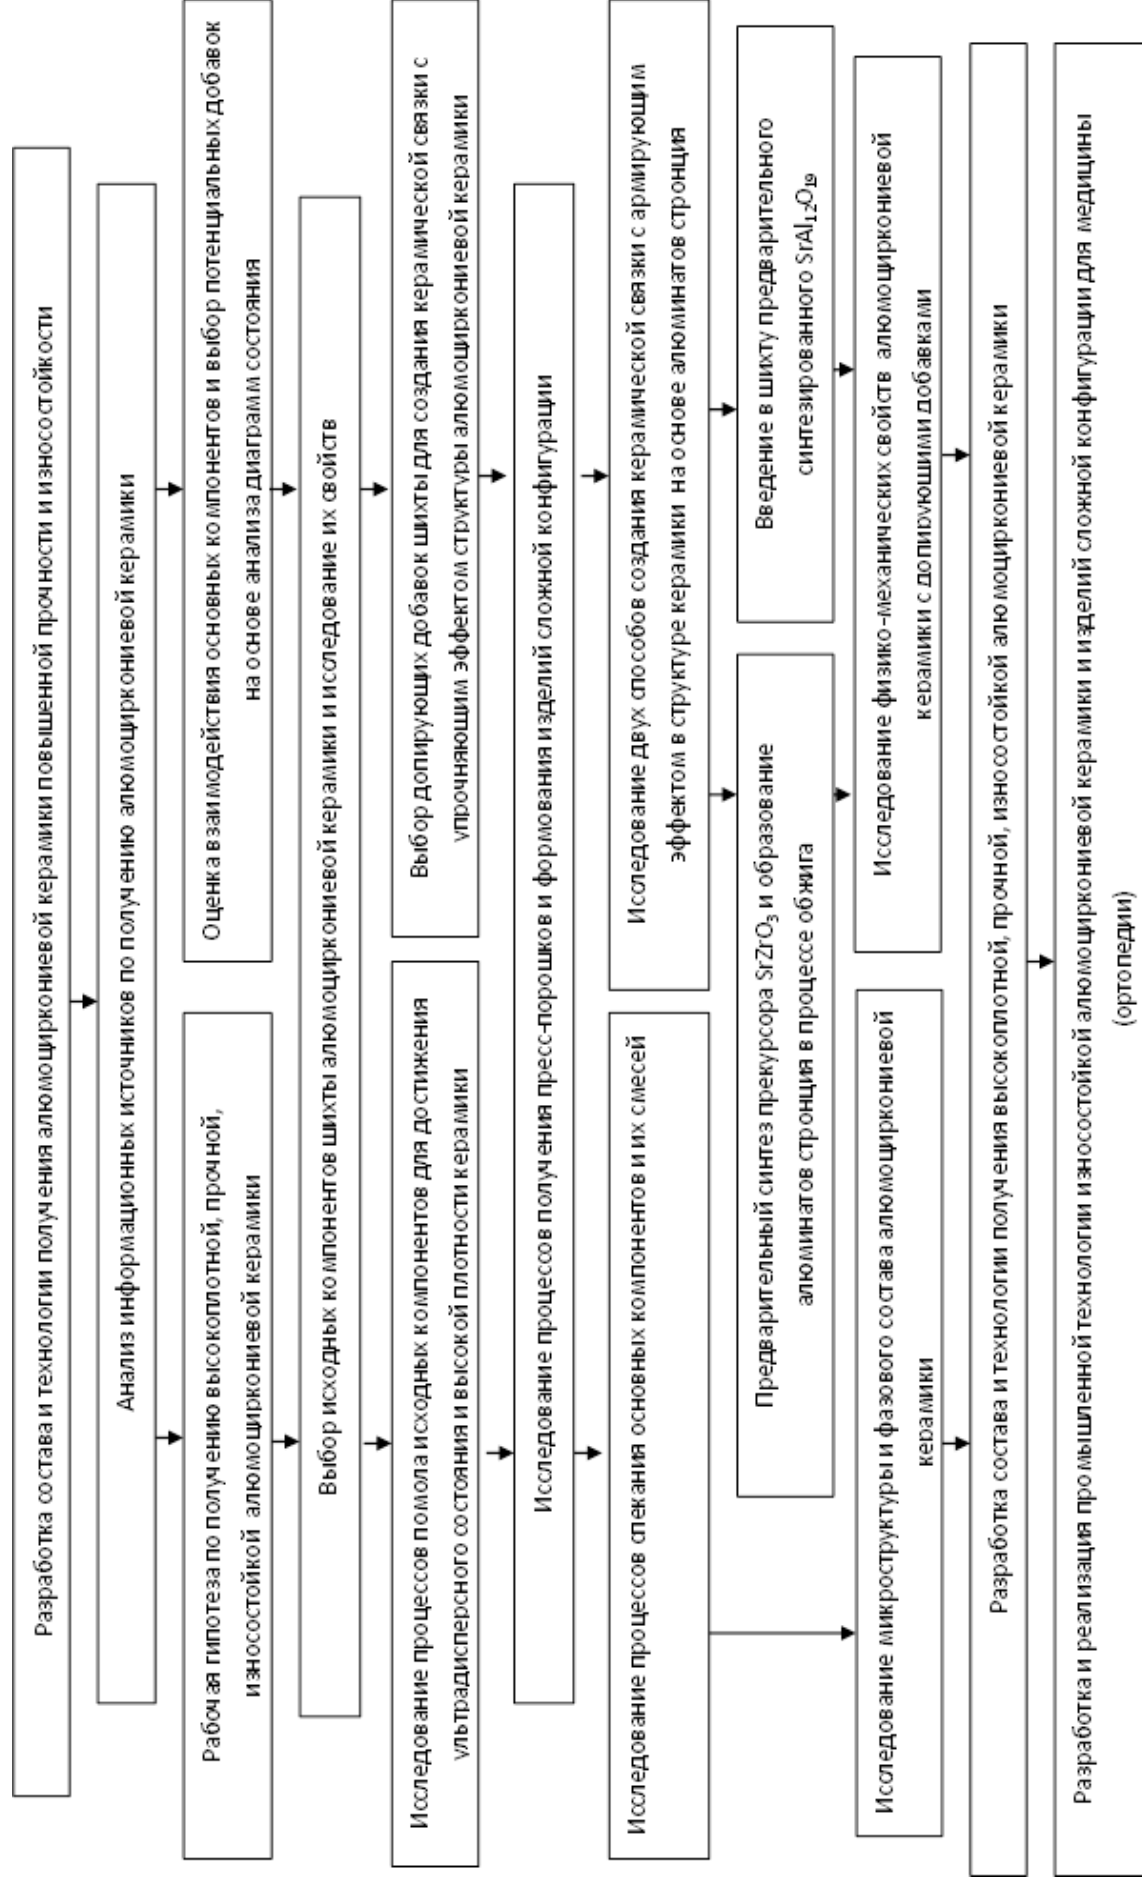 Разработка состава и технологии получения алюмоциркониевой керамики повышенной прочности и износостойкости
Анализ информационных источников по получению алюмоциркониевой керамики
Рабочая гипотеза по получению высокоплотной, прочной,
износостойкой алюмоциркониевой керамики
Оценка взаимодействия основных компонентов и выбор потенциальных добавок
на основе анализа диаграмм состояния
Выбор исходных компонентов шихты алюмоциркониевой керамики и исследование их свойств
Исследование процессов помола исходных компонентов для достижения
ультрадисперсного состояния и высокой плотности керамики
Выбор допирующих добавок шихты для создания керамической связки с
упрочняющим эффектом структуры алюмоциркониевой керамики
Исследование процессов получения пресс-порошков и формования изделий сложной конфигурации
Исследование процессов спекания основных компонентов и их смесей
Исследование двух способов создания керамической связки с армирующим
эффектом в структуре керамики на основе алюминатов стронция
Предварительный синтез прекурсора SrZrO₃ и образование
алюминатов стронция в процессе обжига
Введение в шихту предварительного
синтезированного SrAl₁₂O₁₉
Исследование микроструктуры и фазового состава алюмоциркониевой
керамики
Исследование физико-механических свойств алюмоциркониевой
керамики с допирующими добавками
Разработка состава и технологии получения высокоплотной, прочной, износостойкой алюмоциркониевой керамики
Разработка и реализация промышленной технологии износостойкой алюмоциркониевой керамики и изделий сложной конфигурации для медицины
(ортопедии)